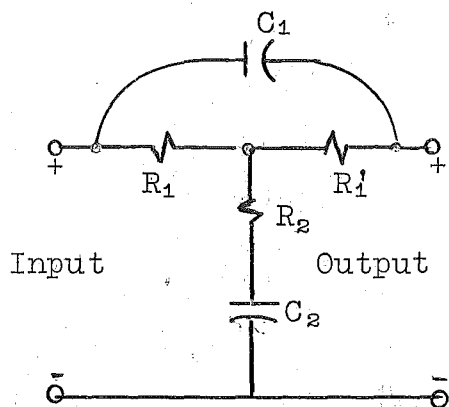 C₁
+ +
R₁ R₁'
R₂
Input Output
C₂
- -